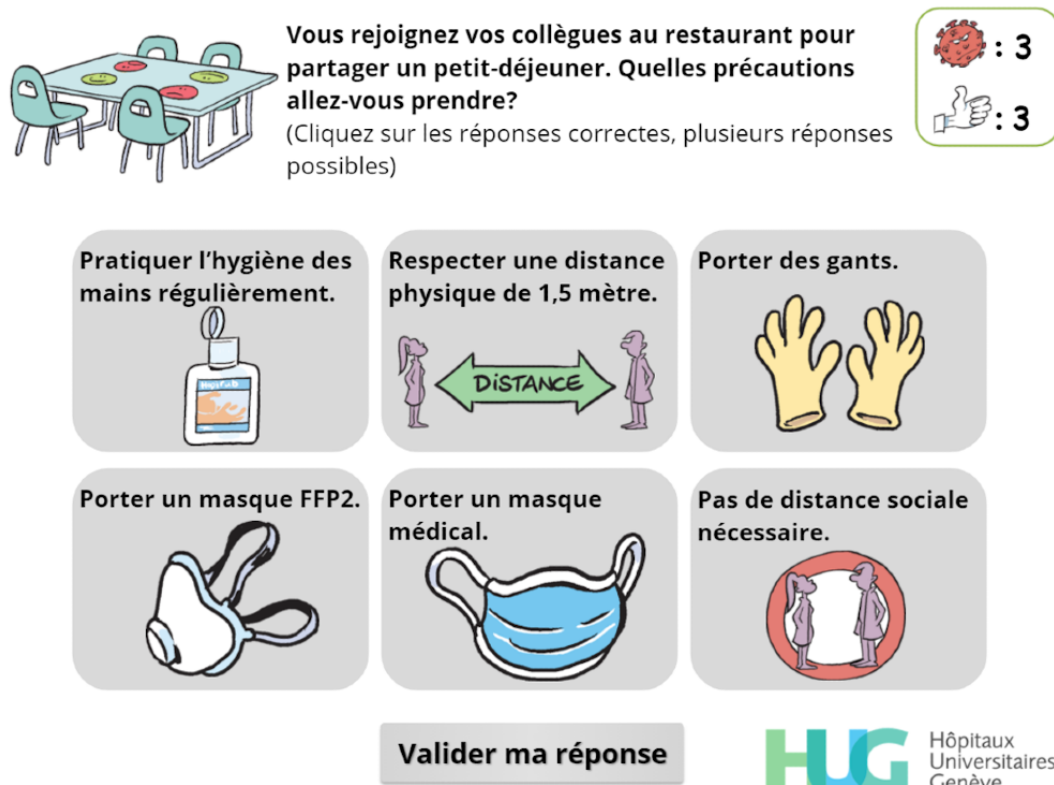 Vous rejoignez vos collègues au restaurant pour
partager un petit-déjeuner. Quelles précautions
allez-vous prendre?
(Cliquez sur les réponses correctes, plusieurs réponses
possibles)
: 3
: 3
Pratiquer l'hygiène des
mains régulièrement.
Respecter une distance
physique de 1,5 mètre.
DiSTANCE
Porter des gants.
Porter un masque FFP2.
Porter un masque
médical.
Pas de distance sociale
nécessaire.
Valider ma réponse
HUG
Hôpitaux
Universitaires
Genève